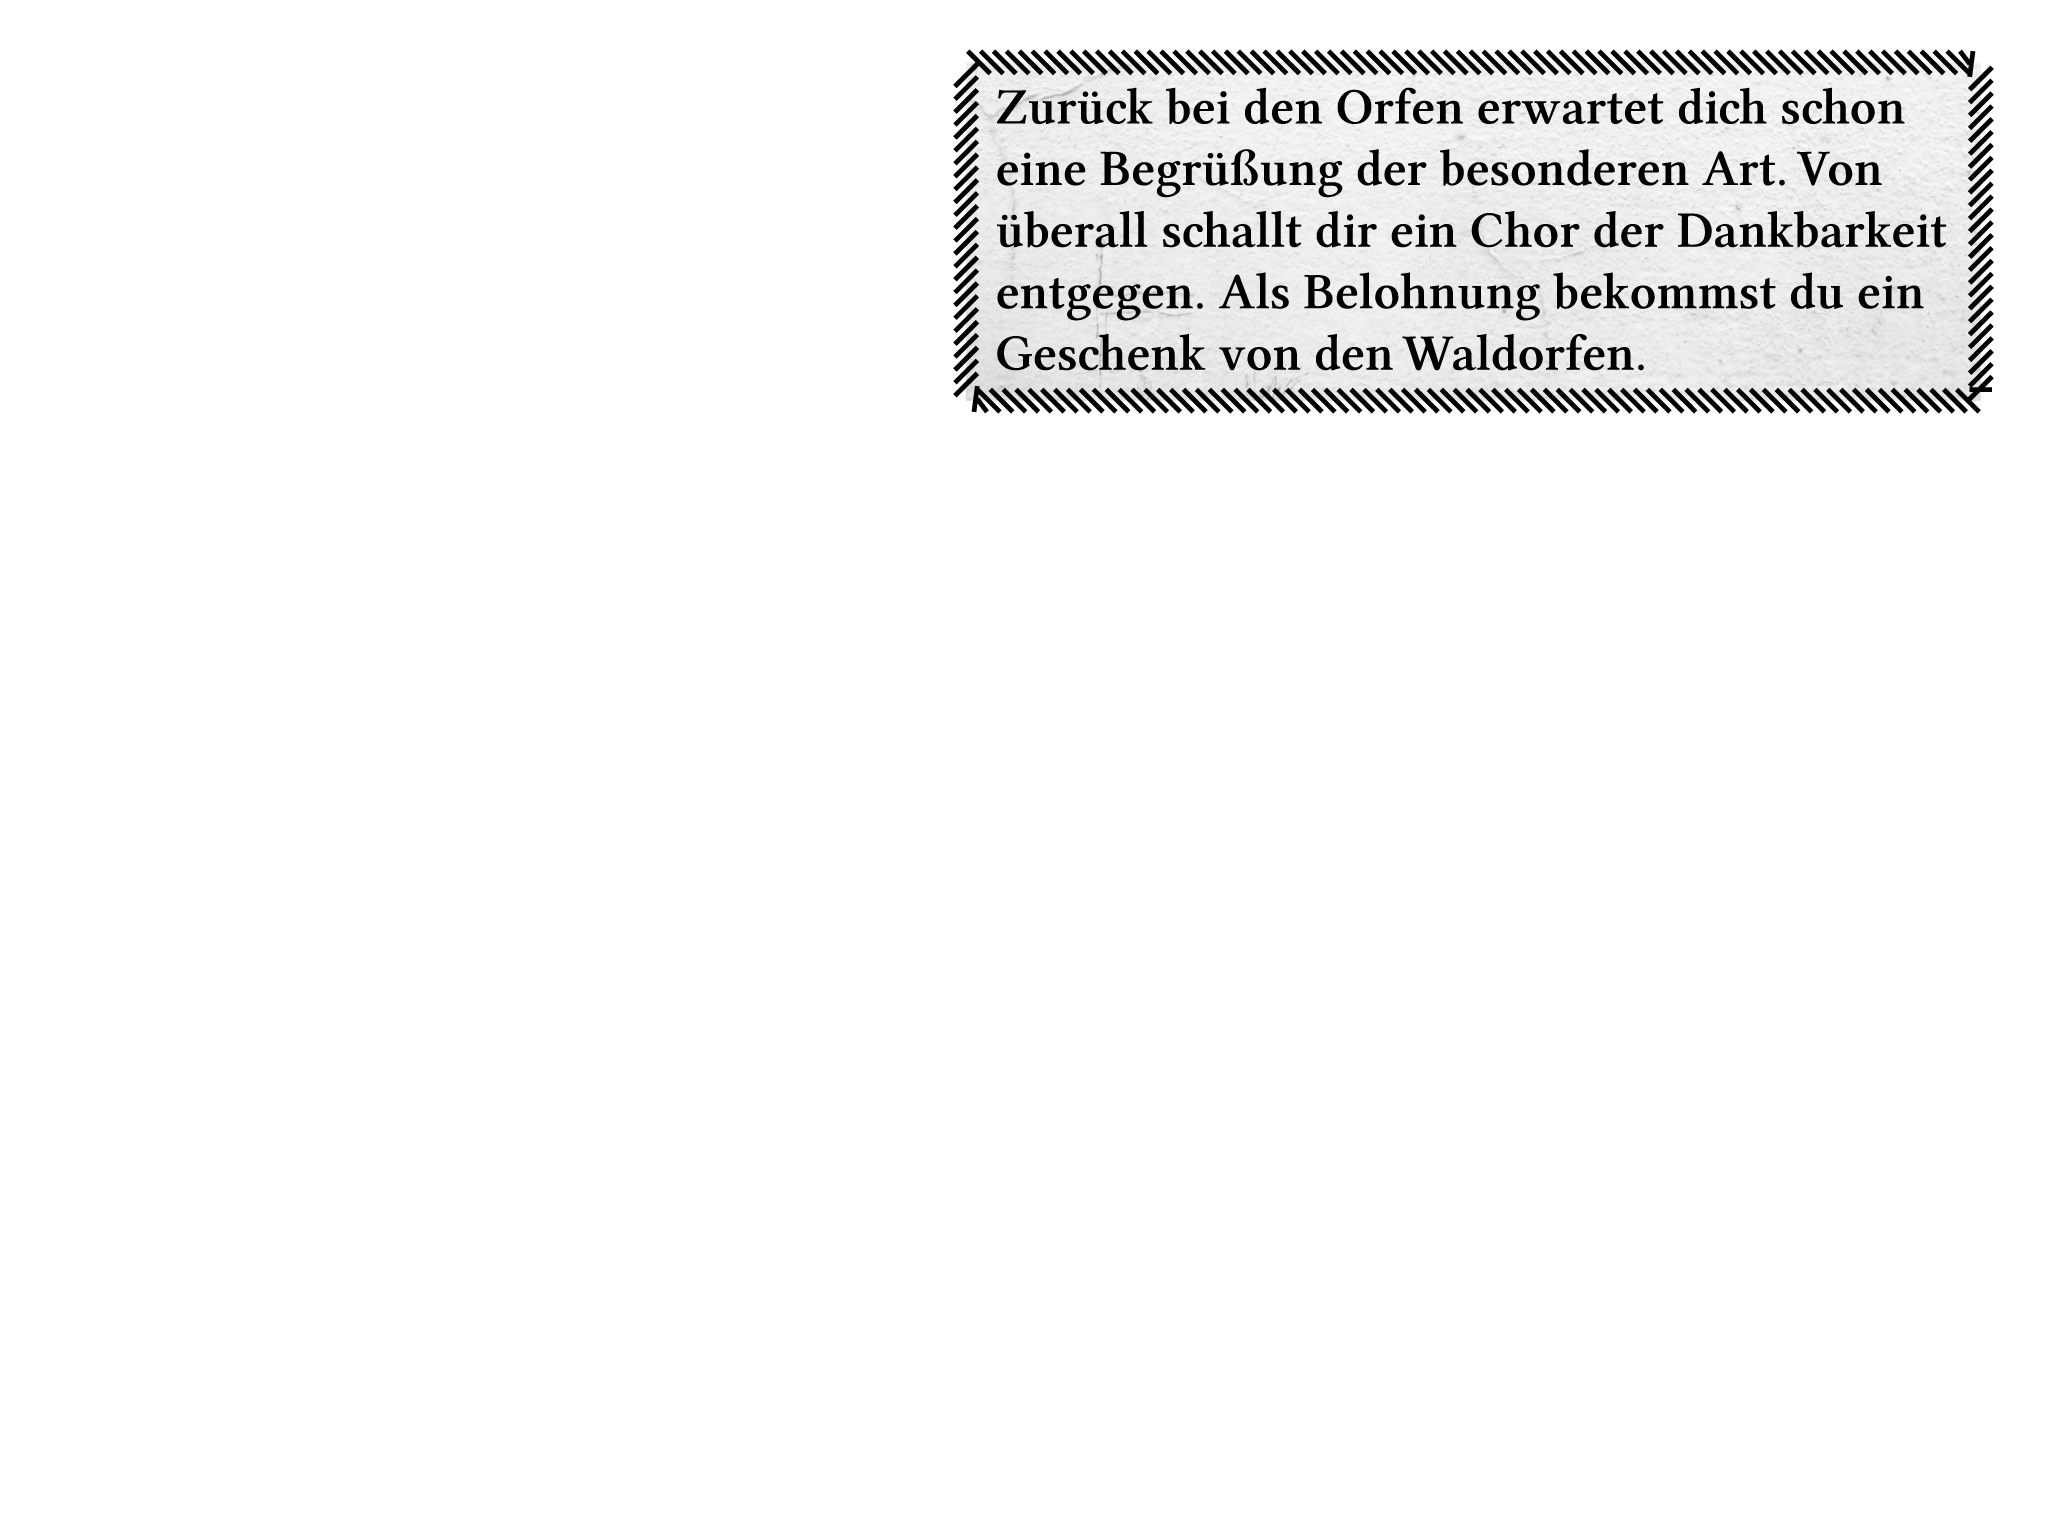 Zurück bei den Orfen erwartet dich schon
eine Begrüßung der besonderen Art. Von
überall schallt dir ein Chor der Dankbarkeit
entgegen. Als Belohnung bekommst du ein
Geschenk von den Waldorfen.